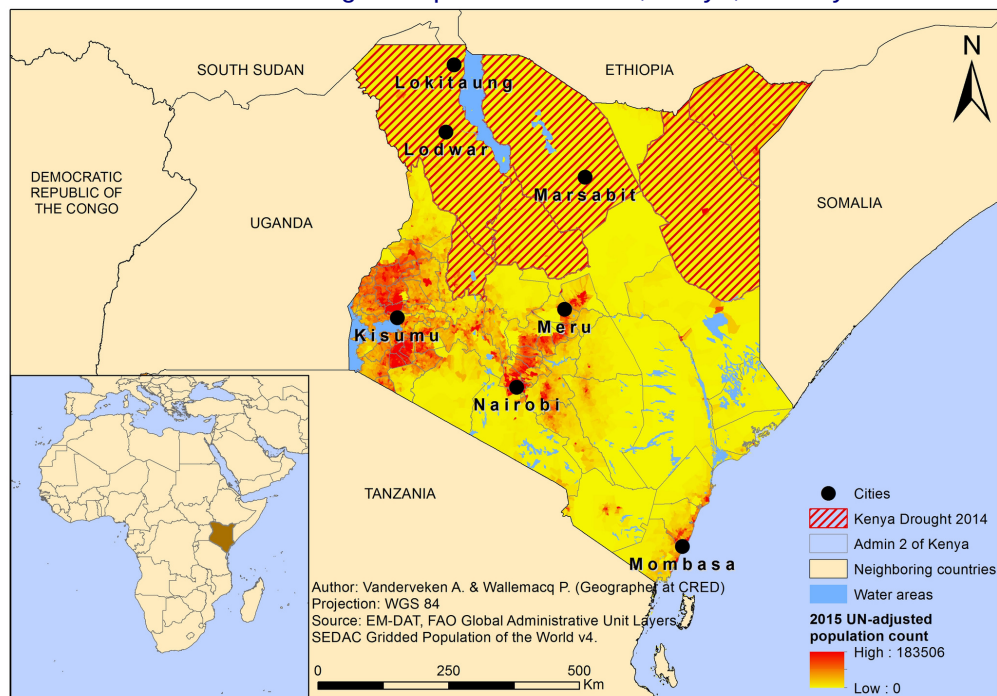 N
SOUTH SUDAN
ETHIOPIA
Lokitaung
Lodwar
DEMOCRATIC
REPUBLIC OF
THE CONGO
Marsabit
SOMALIA
UGANDA
Meru
Kisumu
Nairobi
TANZANIA
Mombasa
Cities
Kenya Drought 2014
Admin 2 of Kenya
Neighboring countries
Water areas
2015 UN-adjusted
population count
High : 183506
Low : 0
Author: Vanderveken A. & Wallemacq P. (Geographer at CRED)
Projection: WGS 84
Source: EM-DAT, FAO Global Administrative Unit Layers,
SEDAC Gridded Population of the World v4.
0 250 500
Km